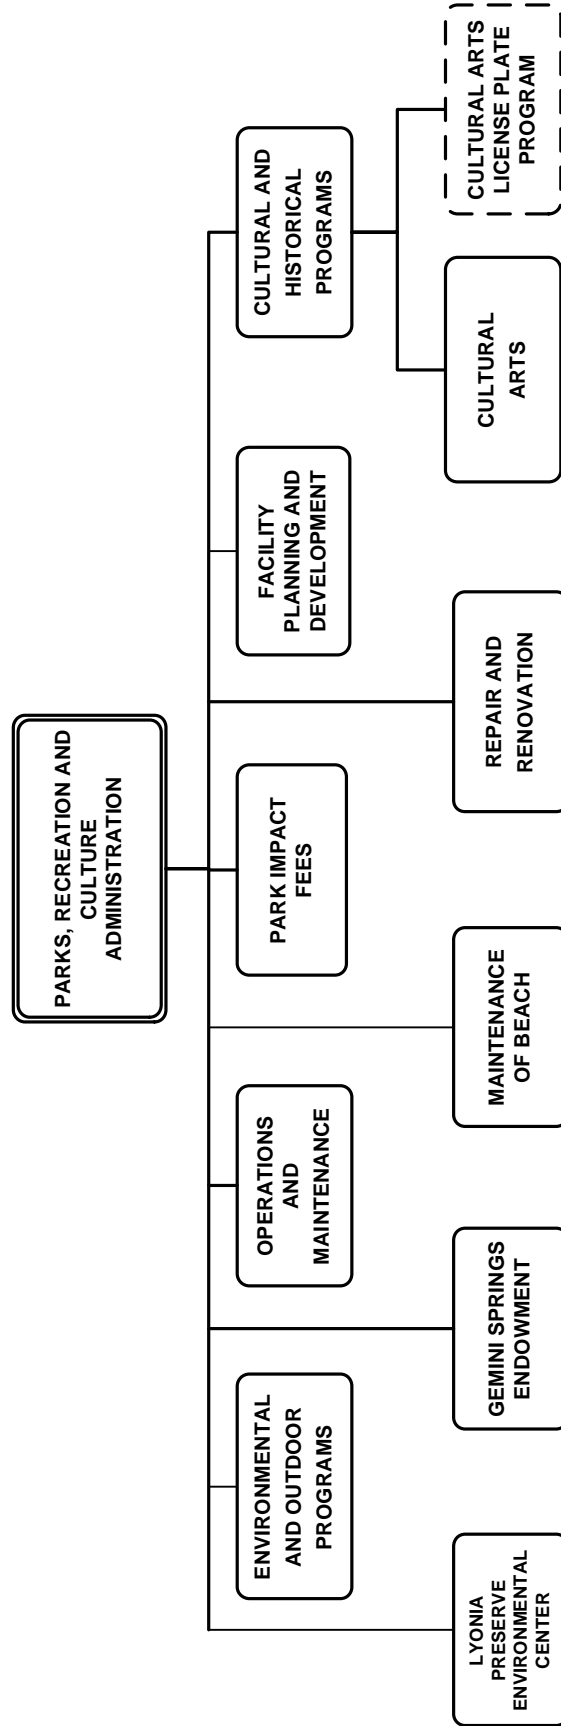 PARKS, RECREATION AND
CULTURE
ADMINISTRATION
ENVIRONMENTAL
AND OUTDOOR
PROGRAMS
OPERATIONS
AND
MAINTENANCE
PARK IMPACT
FEES
FACILITY
PLANNING AND
DEVELOPMENT
CULTURAL AND
HISTORICAL
PROGRAMS
LYONIA
PRESERVE
ENVIRONMENTAL
CENTER
GEMINI SPRINGS
ENDOWMENT
MAINTENANCE
OF BEACH
REPAIR AND
RENOVATION
CULTURAL
ARTS
CULTURAL ARTS
LICENSE PLATE
PROGRAM